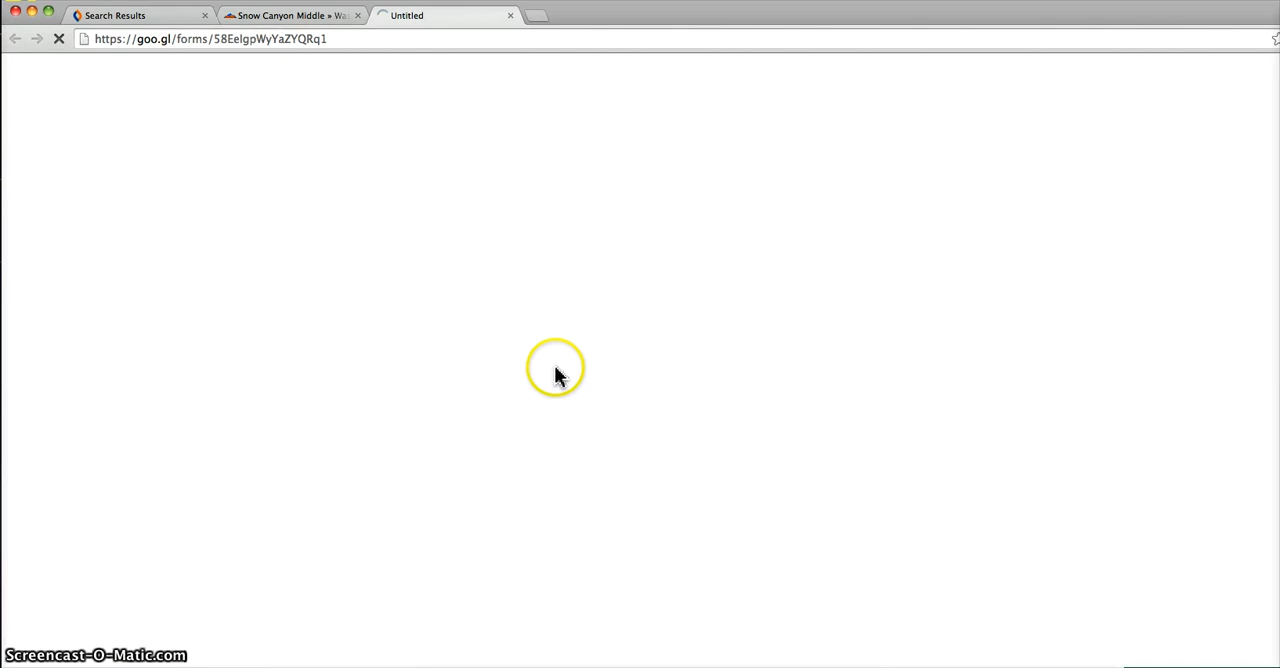 Search Results
Snow Canyon Middle » Wa
Untitled
https://goo.gl/forms/58EelgpWyYaZYQRq1
Screencast-O-Matic.com